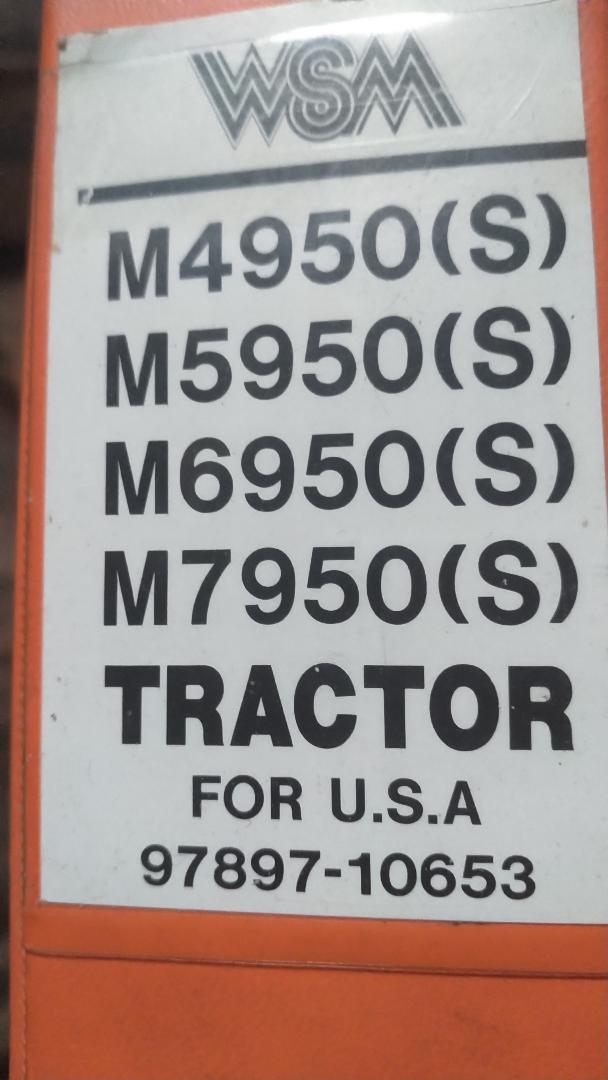 WSM
M4950(S)
M5950(S)
M6950(S)
M7950(S)
TRACTOR
FOR U.S.A
97897-10653